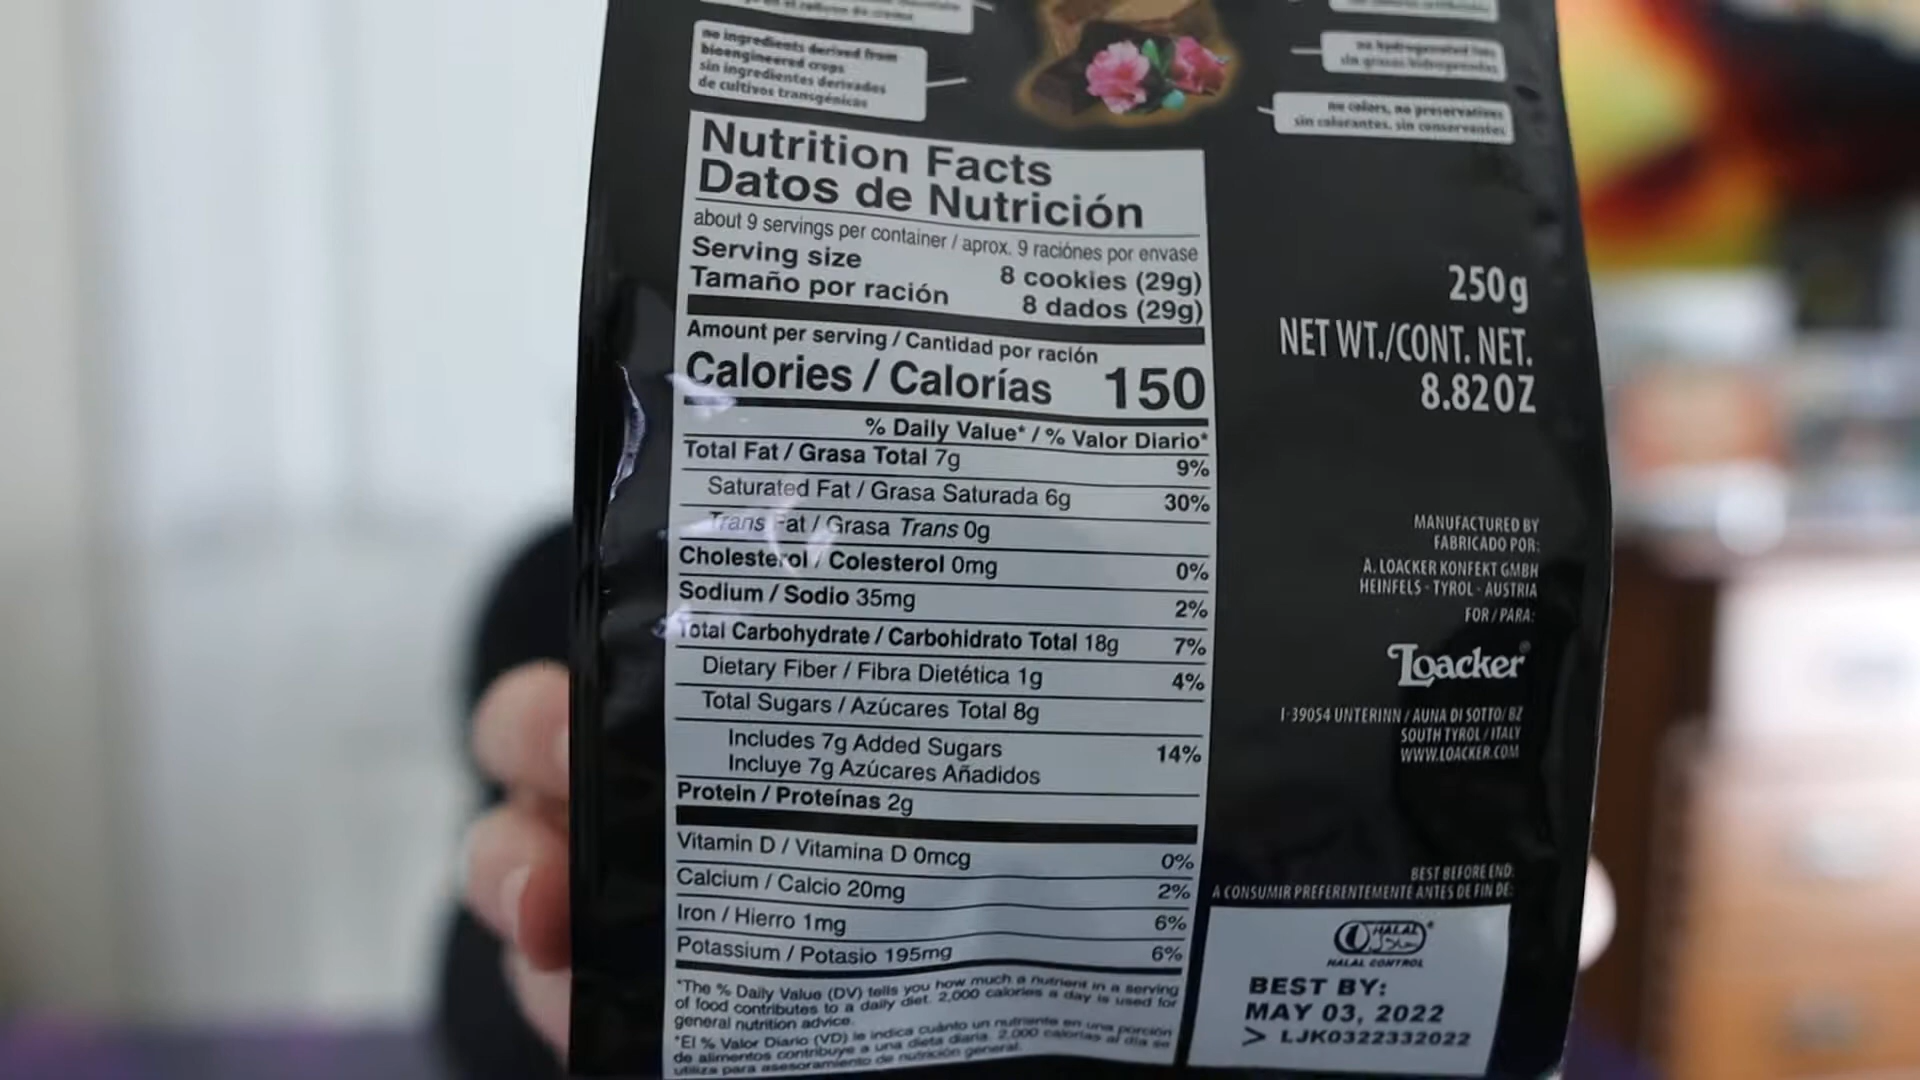 no ingredients derived from
bioengineered crops
sin ingredientes derivados
de cultivos transgénicos
no hydrogenated fats
sin grasas hidrogenadas
no colors, no preservatives
sin colorantes, sin conservantes
Nutrition Facts
Datos de Nutrición
about 9 servings per container / aprox. 9 raciónes por envase
Serving size 8 cookies (29g)
Tamaño por ración 8 dados (29g)
Amount per serving / Cantidad por ración
Calories / Calorías 150
% Daily Value* / % Valor Diario*
Total Fat / Grasa Total 7g 9%
Saturated Fat / Grasa Saturada 6g 30%
Trans Fat / Grasa Trans 0g
Cholesterol / Colesterol 0mg 0%
Sodium / Sodio 35mg 2%
Total Carbohydrate / Carbohidrato Total 18g 7%
Dietary Fiber / Fibra Dietética 1g 4%
Total Sugars / Azúcares Total 8g
Includes 7g Added Sugars 14%
Incluye 7g Azúcares Añadidos
Protein / Proteínas 2g
Vitamin D / Vitamina D 0mcg 0%
Calcium / Calcio 20mg 2%
Iron / Hierro 1mg 6%
Potassium / Potasio 195mg 6%
*The % Daily Value (DV) tells you how much a nutrient in a serving
of food contributes to a daily diet. 2,000 calories a day is used for
general nutrition advice.
*El % Valor Diario (VD) le indica cuánto un nutriente en una porción
de alimentos contribuye a una dieta diaria. 2.000 calorías al día se
utiliza para asesoramiento de nutrición general.
250g
NET WT./CONT. NET.
8.82OZ
MANUFACTURED BY
FABRICADO POR:
A. LOACKER KONFEKT GMBH
HEINFELS - TYROL - AUSTRIA
FOR / PARA:
Loacker®
I-39054 UNTERINN / AUNA DI SOTTO/ BZ
SOUTH TYROL / ITALY
WWW.LOACKER.COM
BEST BEFORE END:
A CONSUMIR PREFERENTEMENTE ANTES DE FIN DE:
HALAL
HALAL CONTROL
BEST BY:
MAY 03, 2022
> LJK0322332022